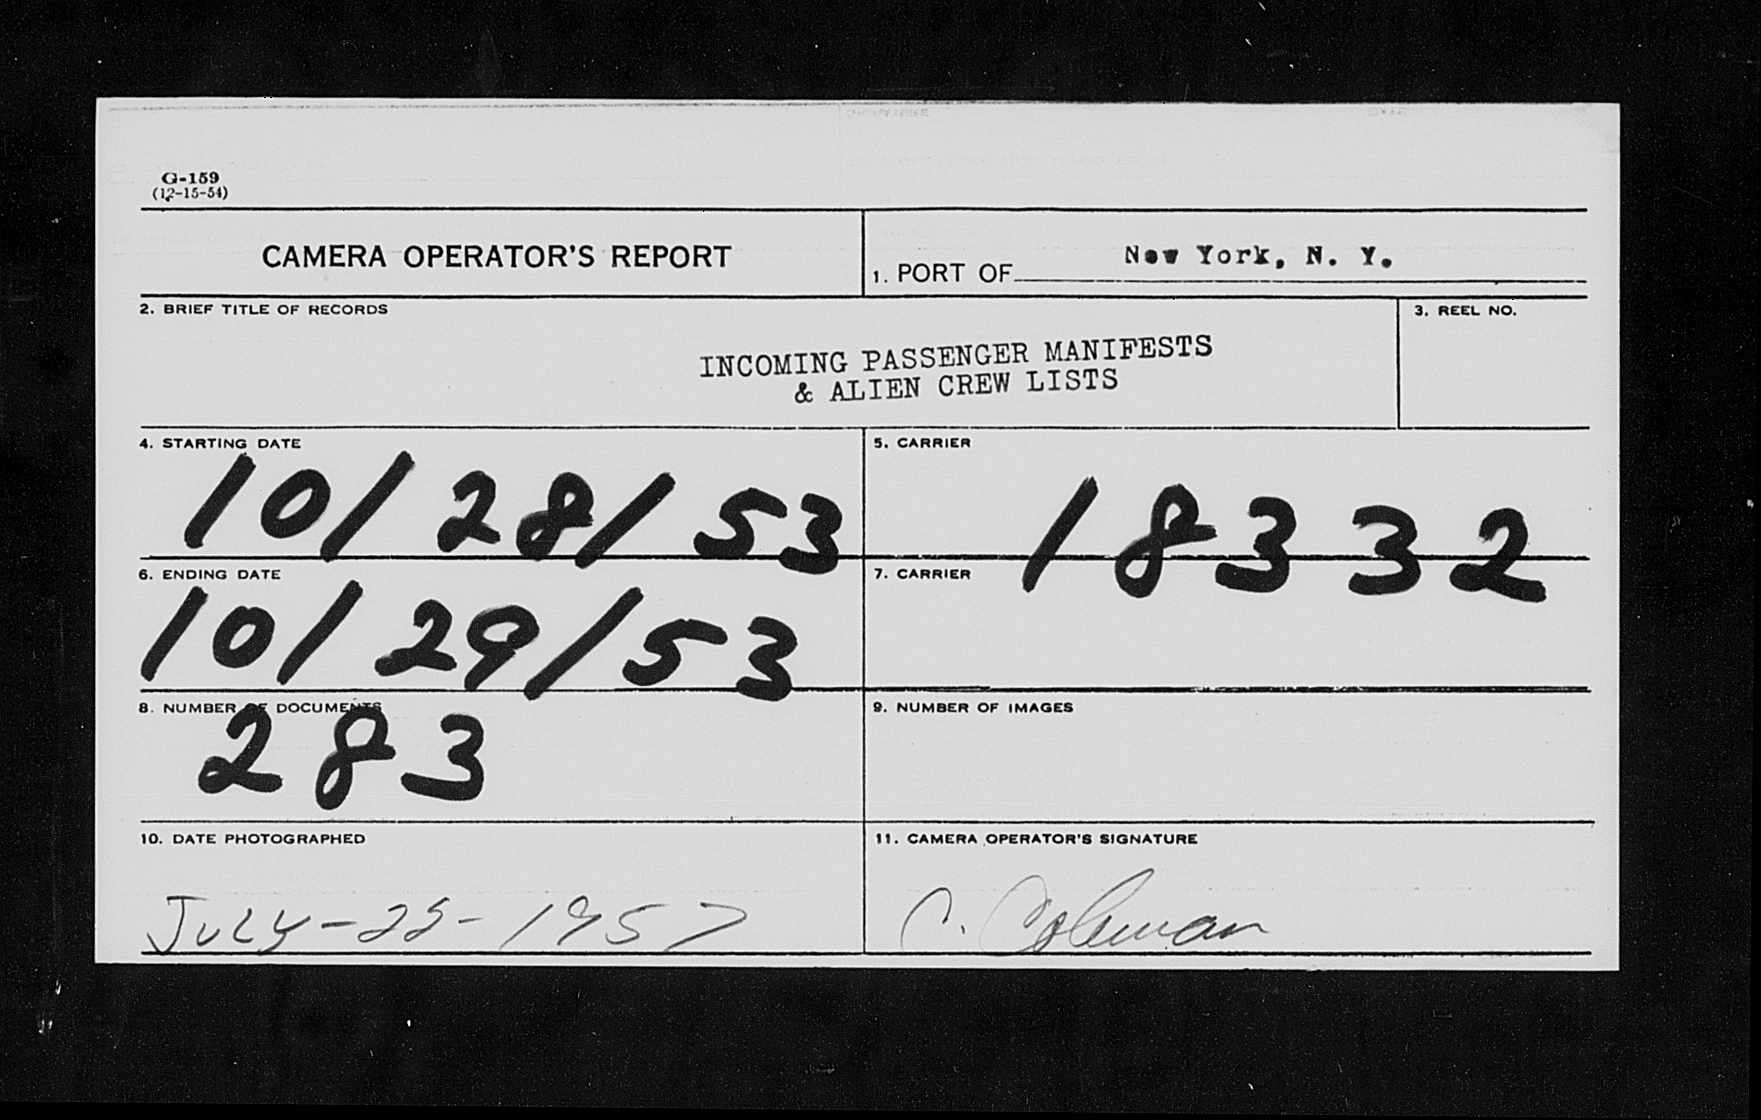 G-159
(12-15-54)
CAMERA OPERATOR'S REPORT
1. PORT OF New York, N. Y.
2. BRIEF TITLE OF RECORDS
3. REEL NO.
INCOMING PASSENGER MANIFESTS
& ALIEN CREW LISTS
4. STARTING DATE
10/28/53
5. CARRIER
18332
6. ENDING DATE
10/29/53
7. CARRIER
8. NUMBER OF DOCUMENTS
283
9. NUMBER OF IMAGES
10. DATE PHOTOGRAPHED
July-25-1957
11. CAMERA OPERATOR'S SIGNATURE
C. Coleman